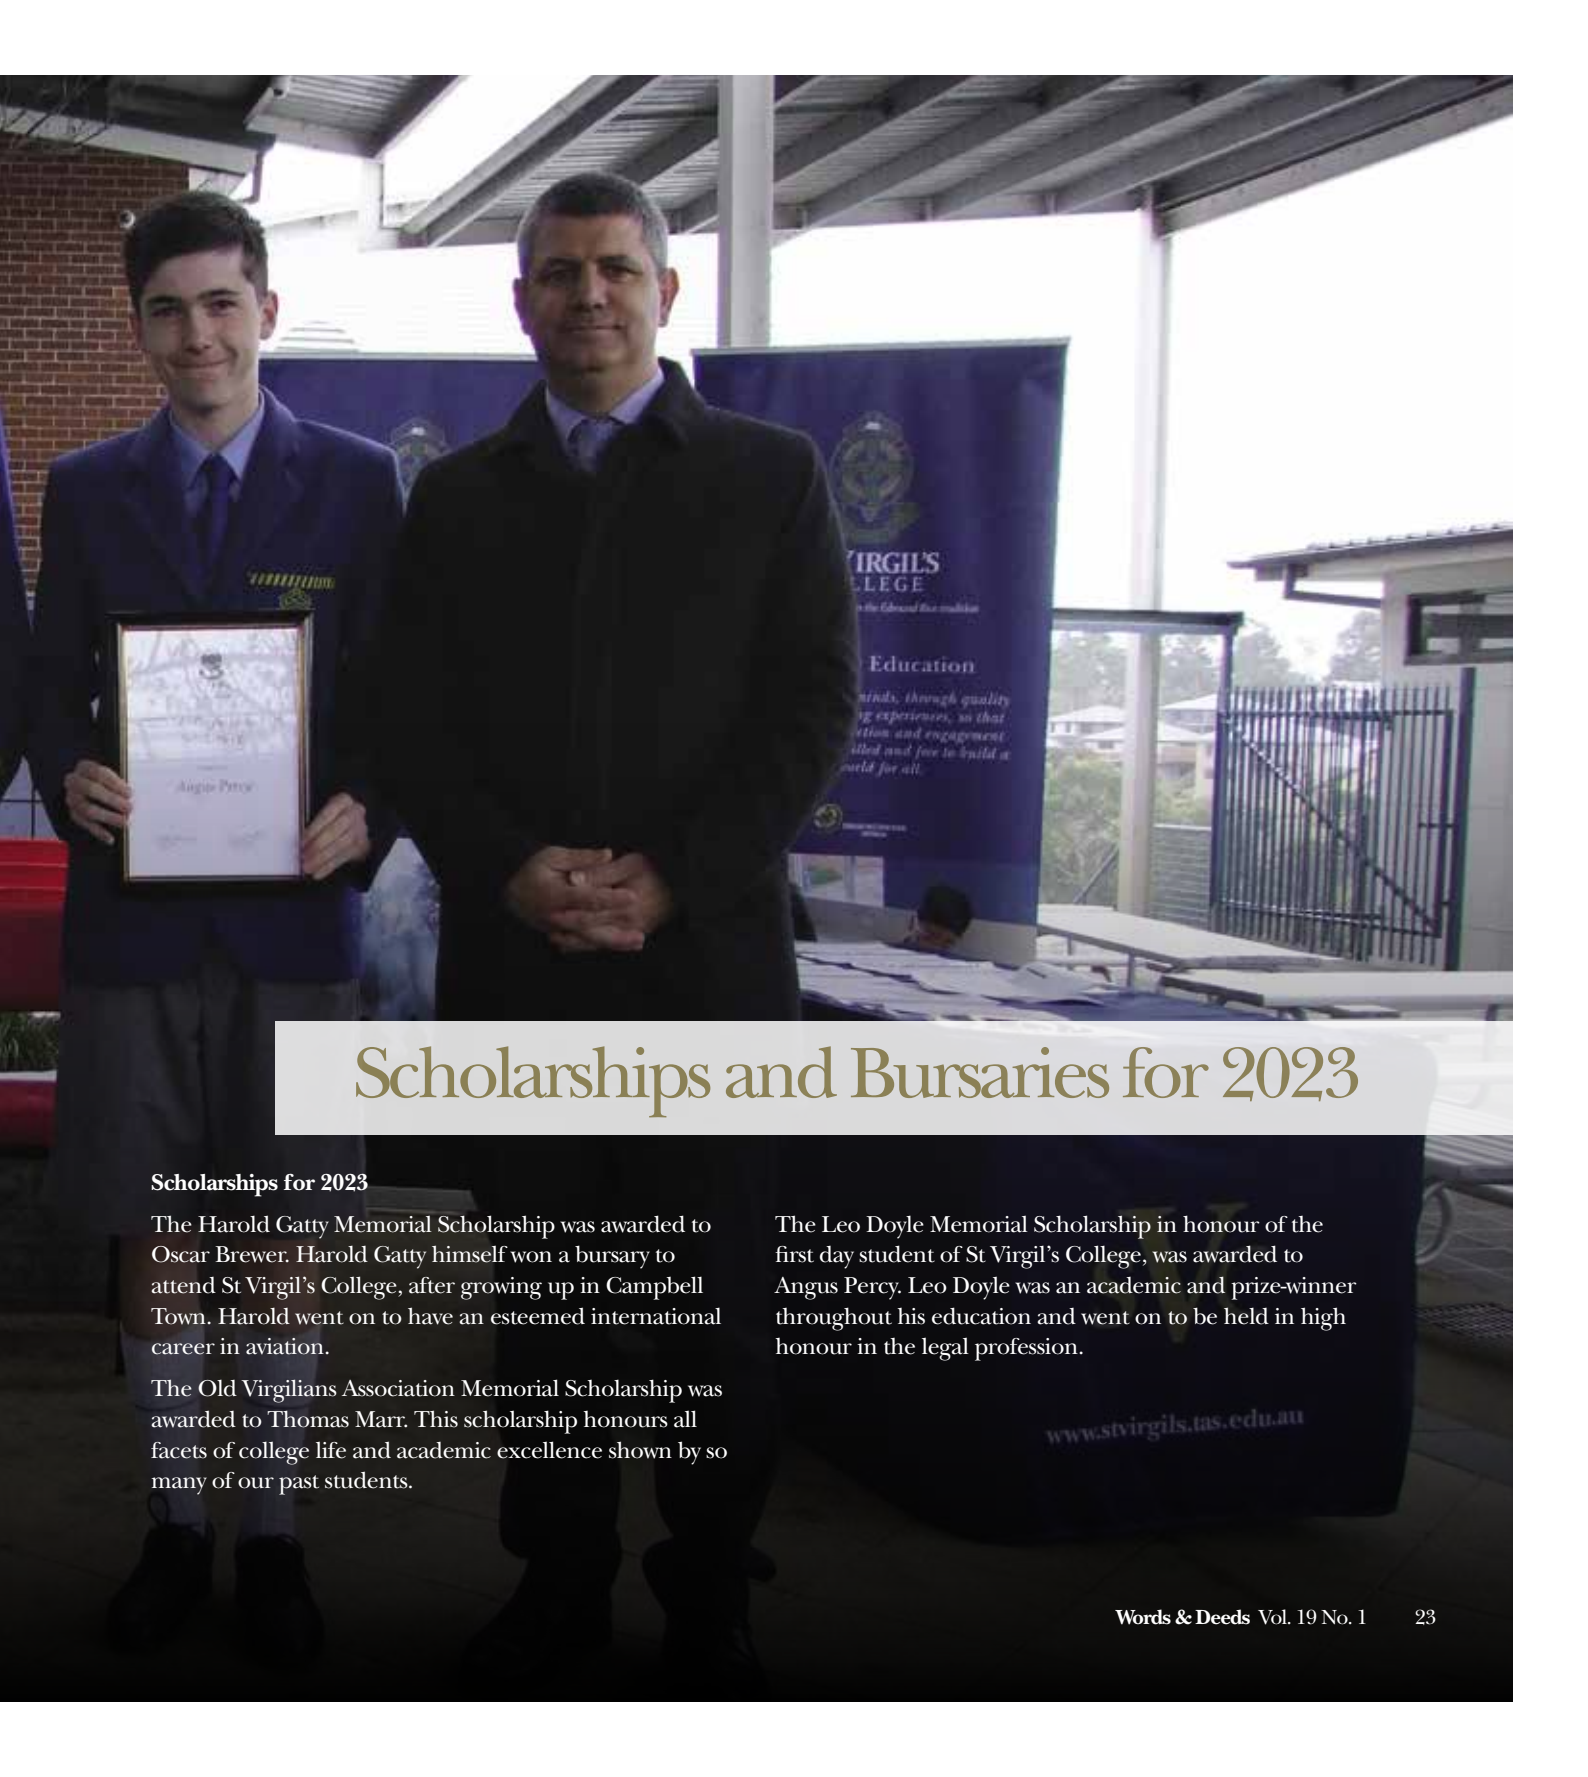 VIRGIL'S
LLEGE
in the Edmund Rice tradition
Education
minds, through quality
experiences, so that
and engagement
and free to build a
world for all.
Angus Percy
Scholarships and Bursaries for 2023
Scholarships for 2023
The Harold Gatty Memorial Scholarship was awarded to
Oscar Brewer. Harold Gatty himself won a bursary to
attend St Virgil’s College, after growing up in Campbell
Town. Harold went on to have an esteemed international
career in aviation.
The Old Virgilians Association Memorial Scholarship was
awarded to Thomas Marr. This scholarship honours all
facets of college life and academic excellence shown by so
many of our past students.
The Leo Doyle Memorial Scholarship in honour of the
first day student of St Virgil’s College, was awarded to
Angus Percy. Leo Doyle was an academic and prize-winner
throughout his education and went on to be held in high
honour in the legal profession.
SV
www.stvirgils.tas.edu.au
Words & Deeds Vol. 19 No. 1 23